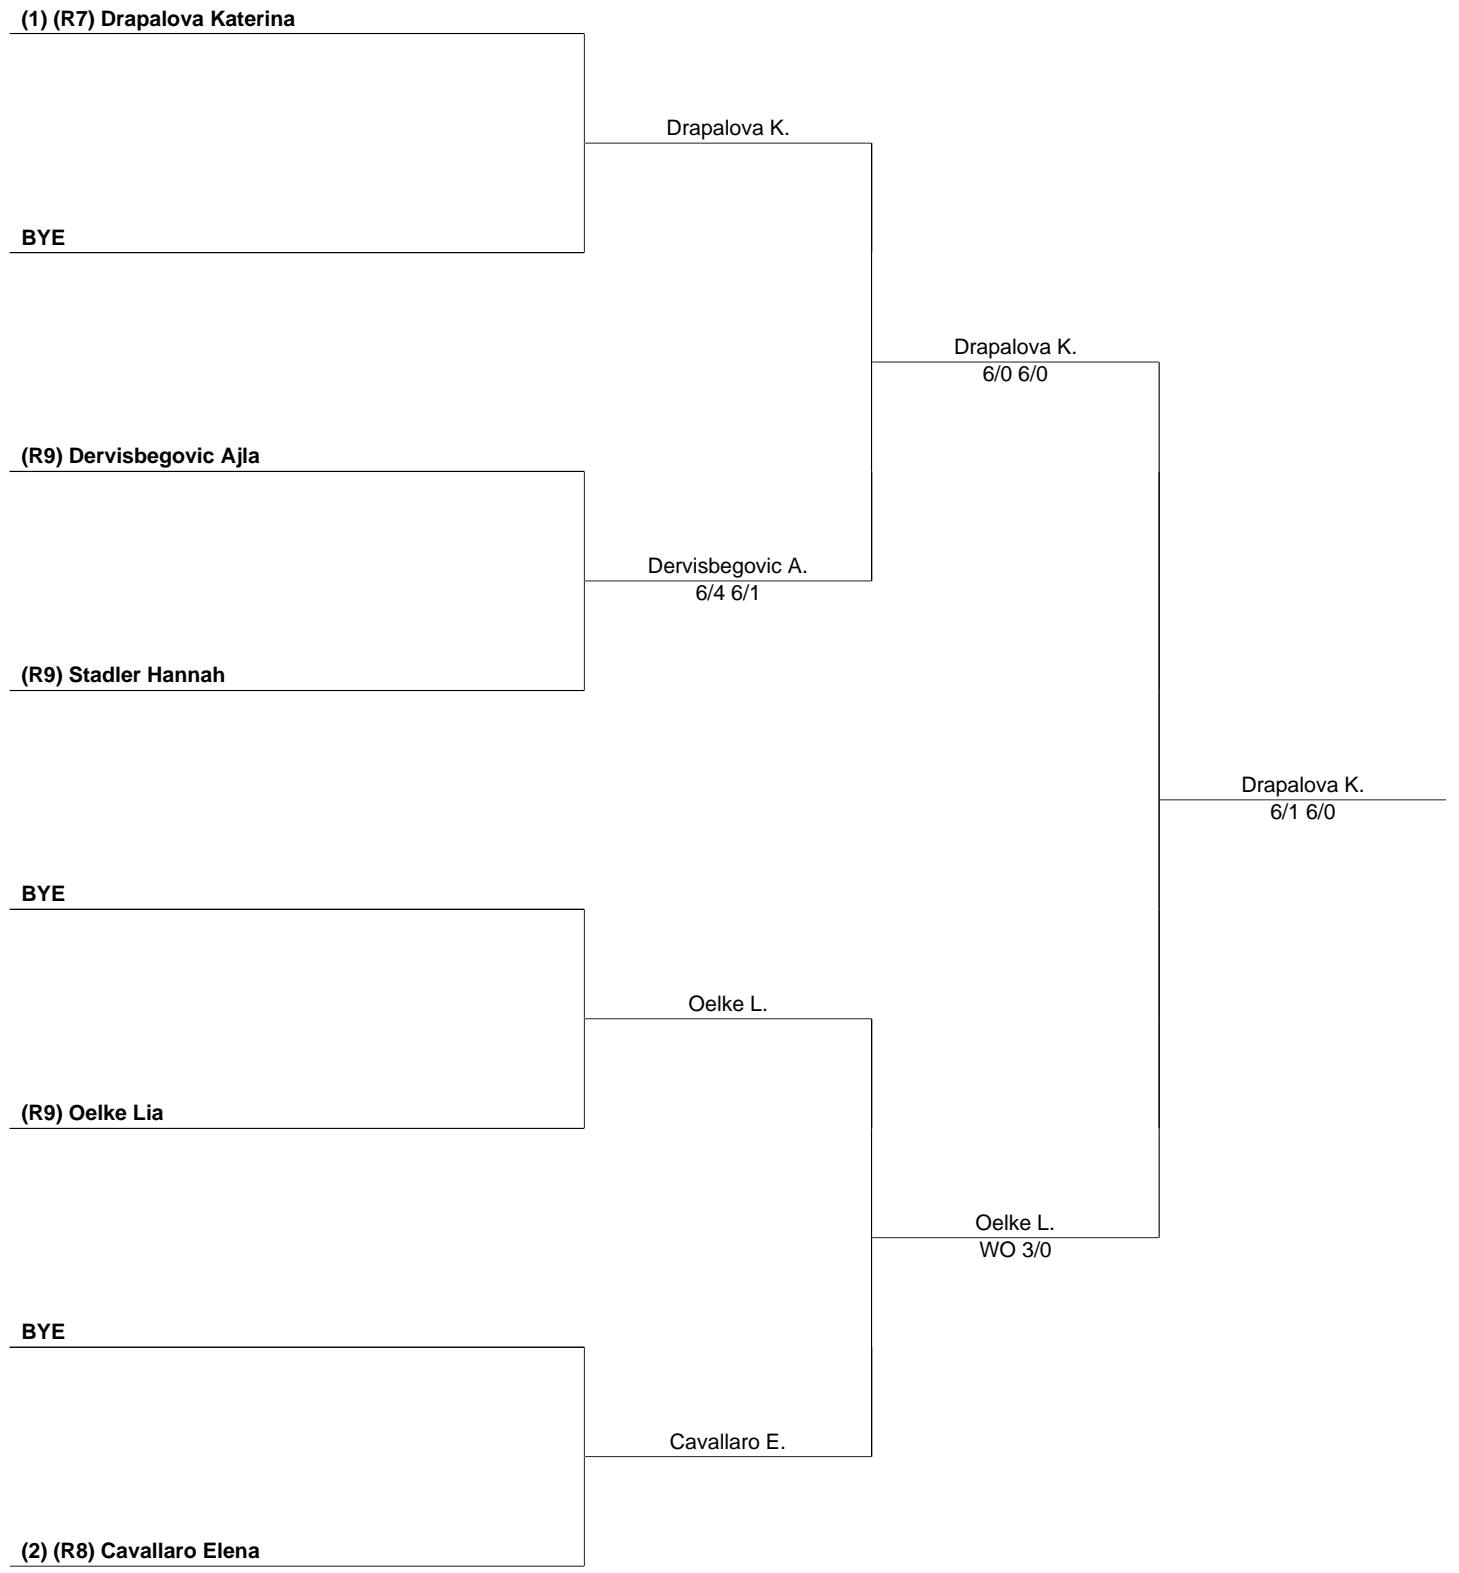 (1) (R7) Drapalova Katerina
Drapalova K.
BYE
Drapalova K.
6/0 6/0
(R9) Dervisbegovic Ajla
Dervisbegovic A.
6/4 6/1
(R9) Stadler Hannah
Drapalova K.
6/1 6/0
BYE
Oelke L.
(R9) Oelke Lia
Oelke L.
WO 3/0
BYE
Cavallaro E.
(2) (R8) Cavallaro Elena